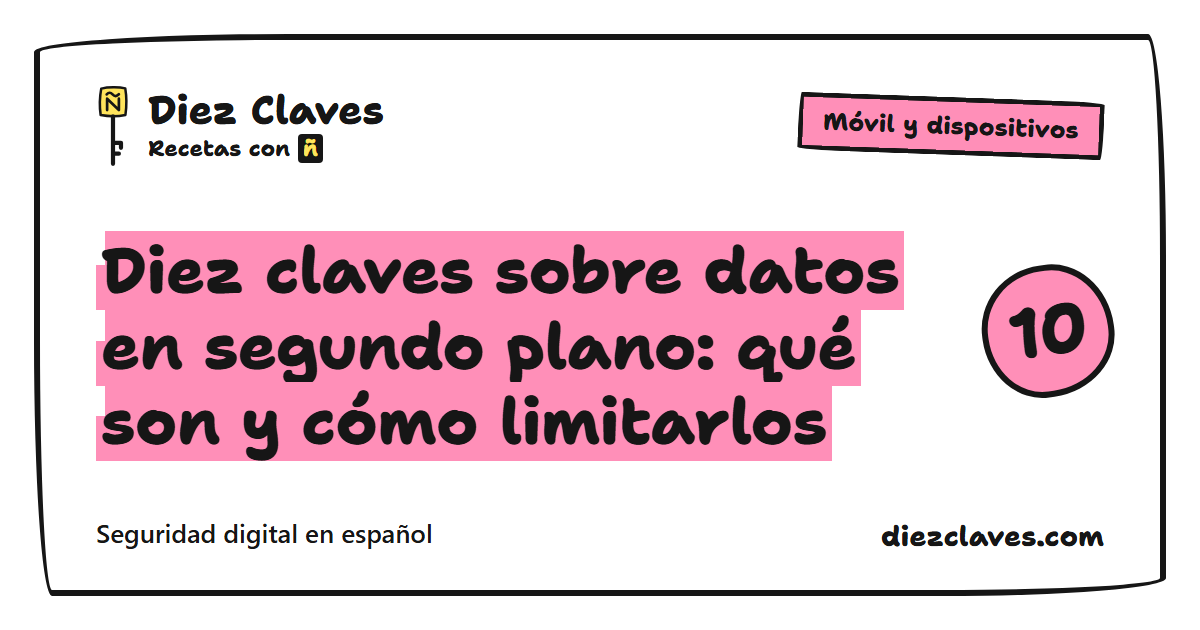 Ñ
Diez Claves
Recetas con ñ
Móvil y dispositivos
Diez claves sobre datos
en segundo plano: qué
son y cómo limitarlos
10
Seguridad digital en español
diezclaves.com